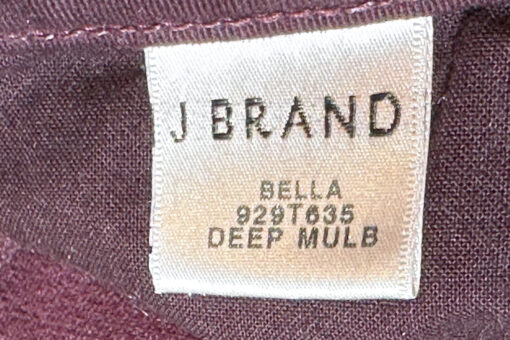 J BRAND
BELLA
929T635
DEEP MULB